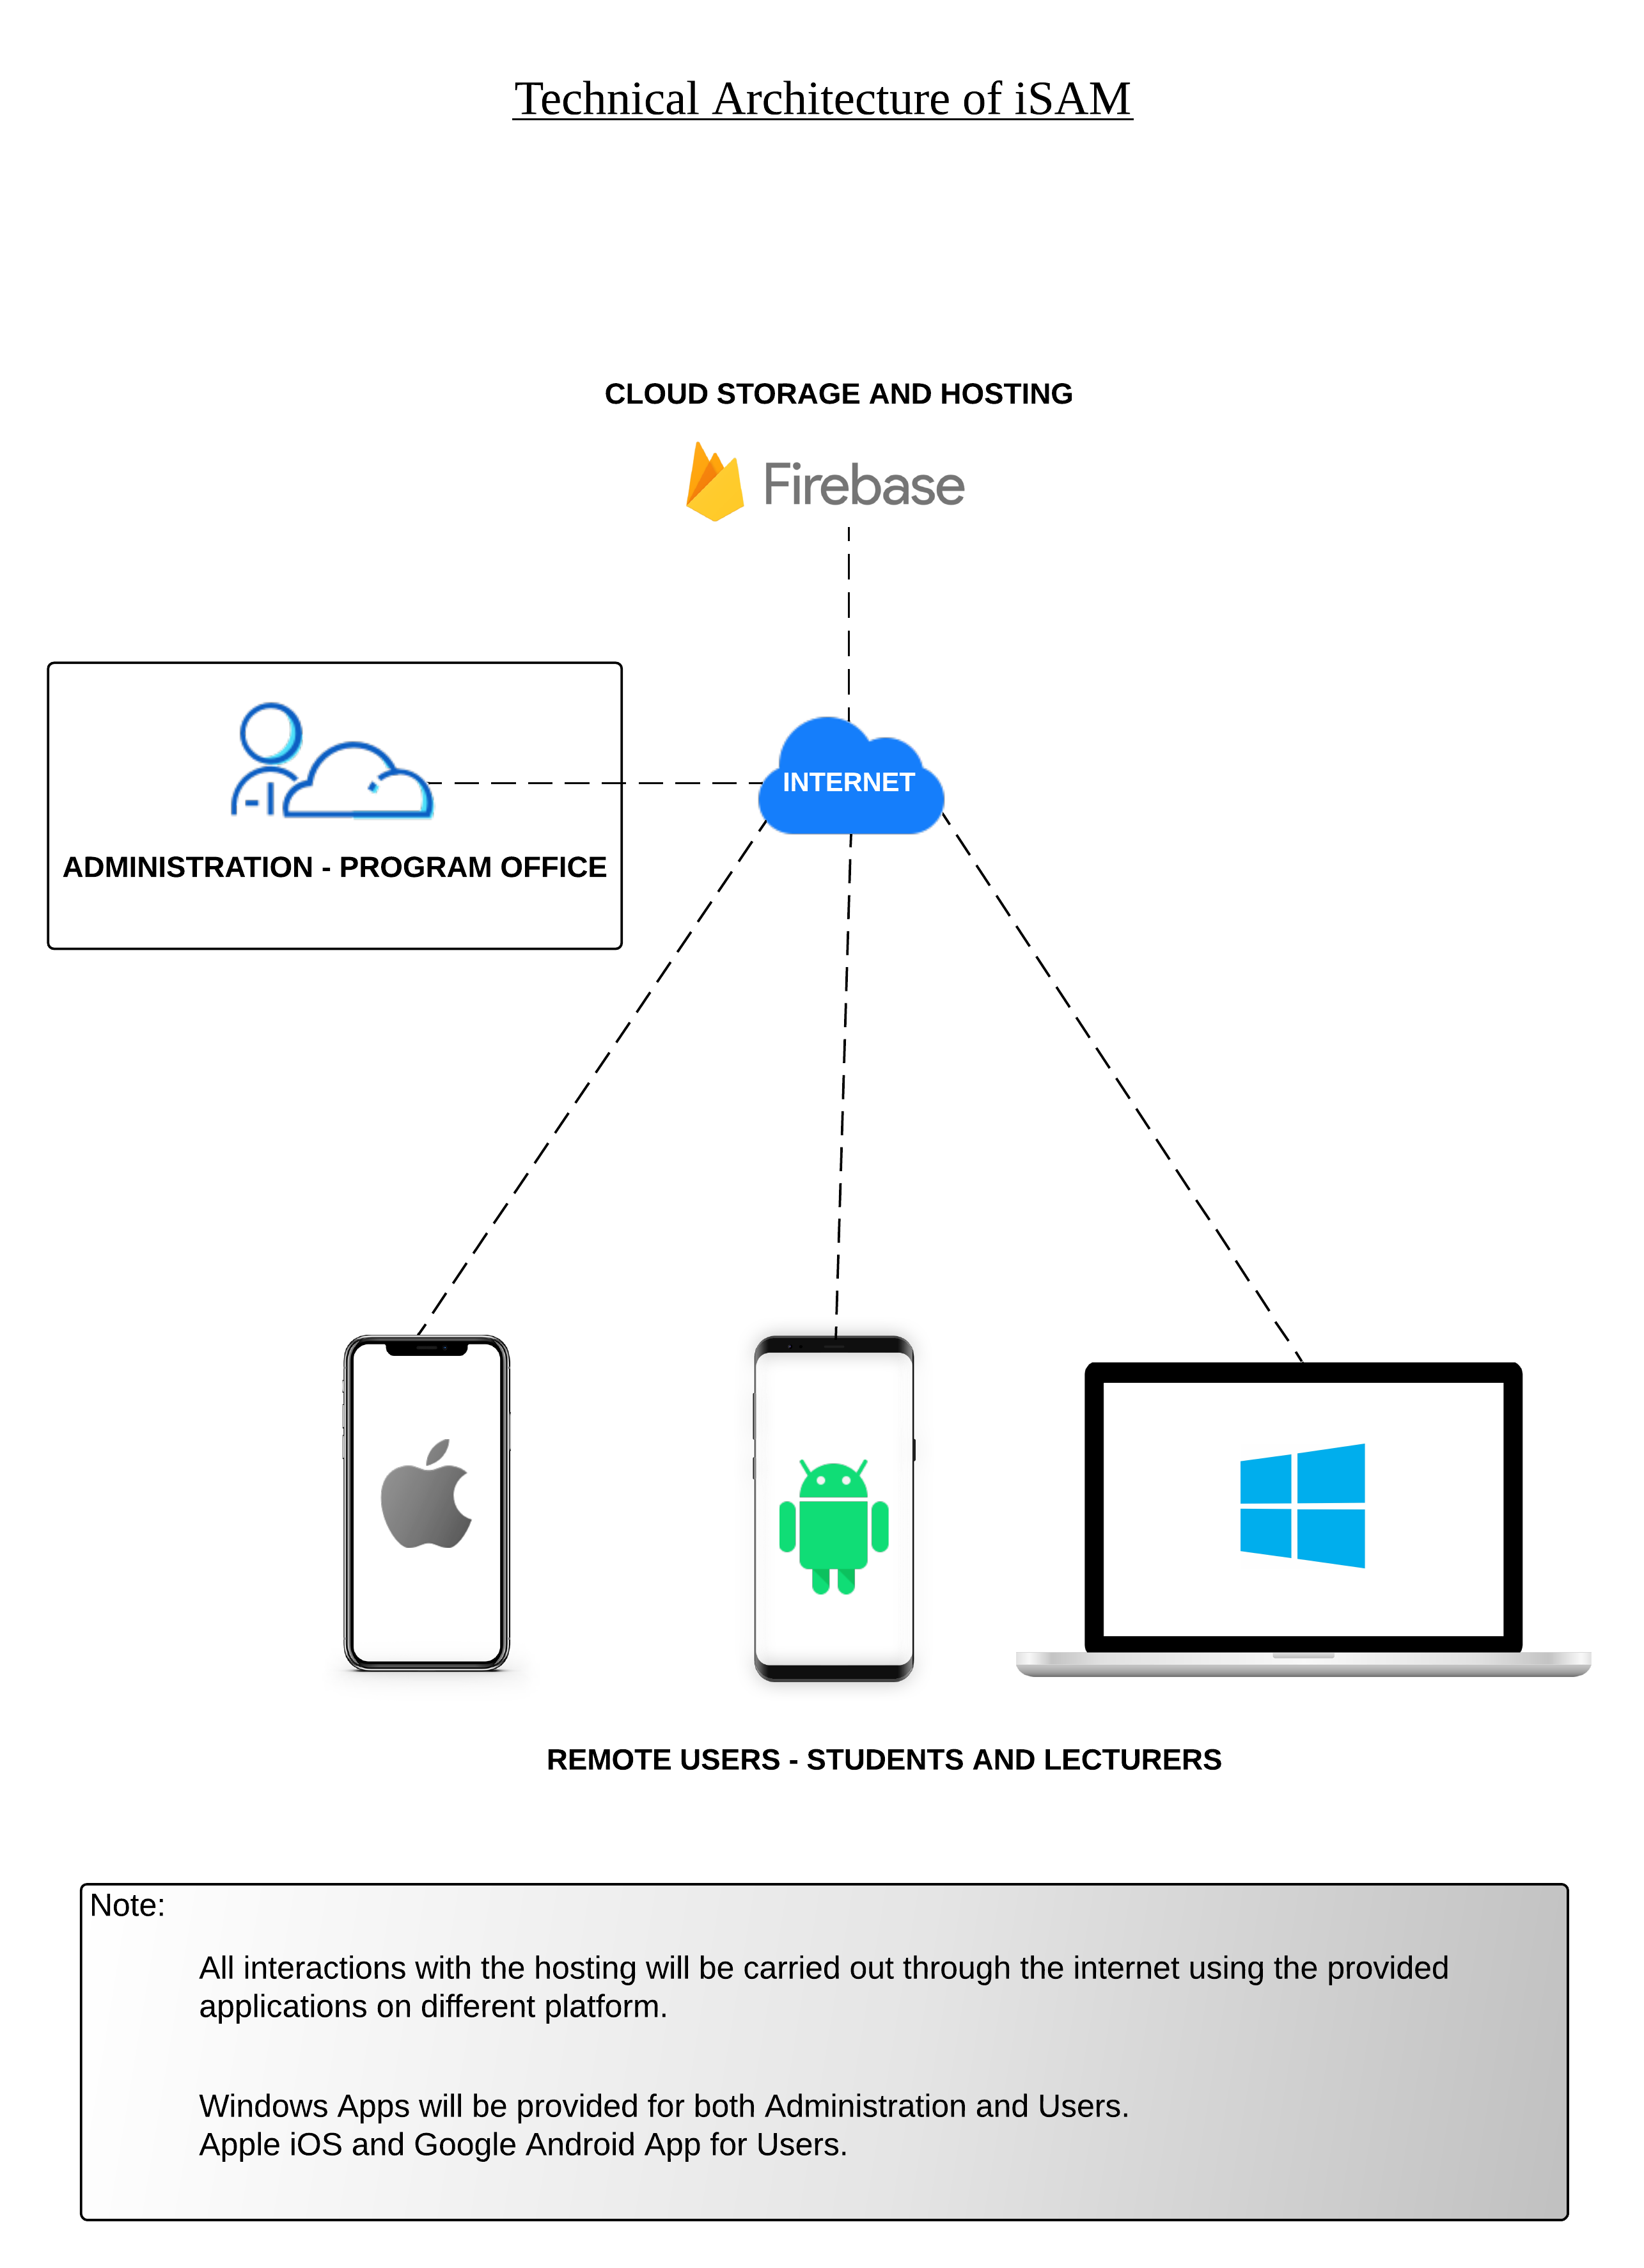 Technical Architecture of iSAM
CLOUD STORAGE AND HOSTING
Firebase
INTERNET
ADMINISTRATION - PROGRAM OFFICE
REMOTE USERS - STUDENTS AND LECTURERS
Note:
All interactions with the hosting will be carried out through the internet using the provided
applications on different platform.
Windows Apps will be provided for both Administration and Users.
Apple iOS and Google Android App for Users.